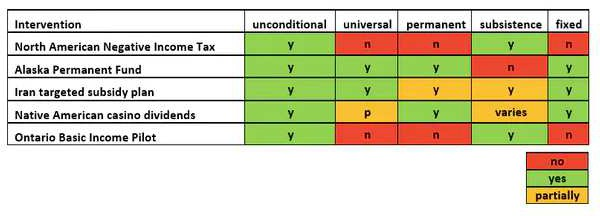 Intervention unconditional universal permanent subsistence fixed
North American Negative Income Tax y n n y n
Alaska Permanent Fund y y y n y
Iran targeted subsidy plan y y y y y
Native American casino dividends y p y varies y
Ontario Basic Income Pilot y n n y n
no
yes
partially